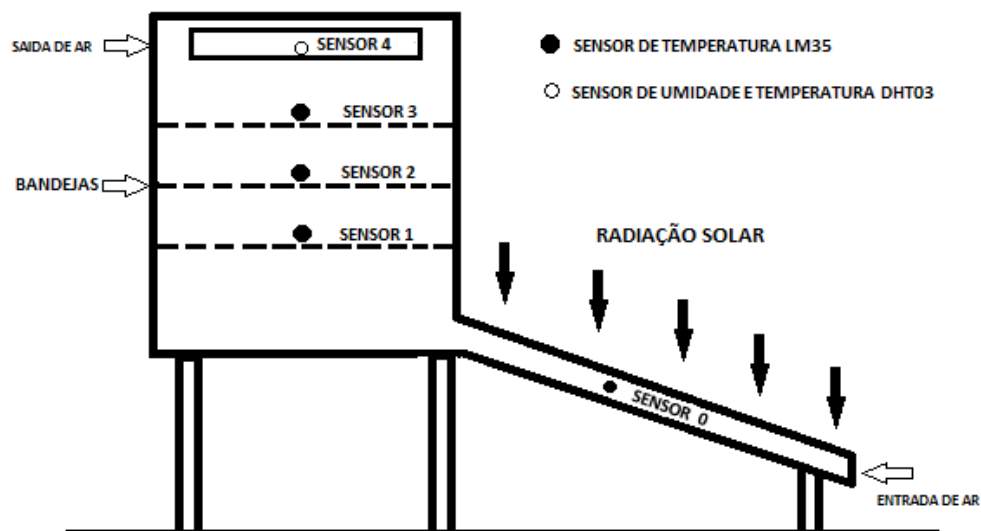 SAIDA DE AR
SENSOR 4
SENSOR DE TEMPERATURA LM35
SENSOR DE UMIDADE E TEMPERATURA DHT03
SENSOR 3
SENSOR 2
BANDEJAS
SENSOR 1
RADIAÇÃO SOLAR
SENSOR 0
ENTRADA DE AR